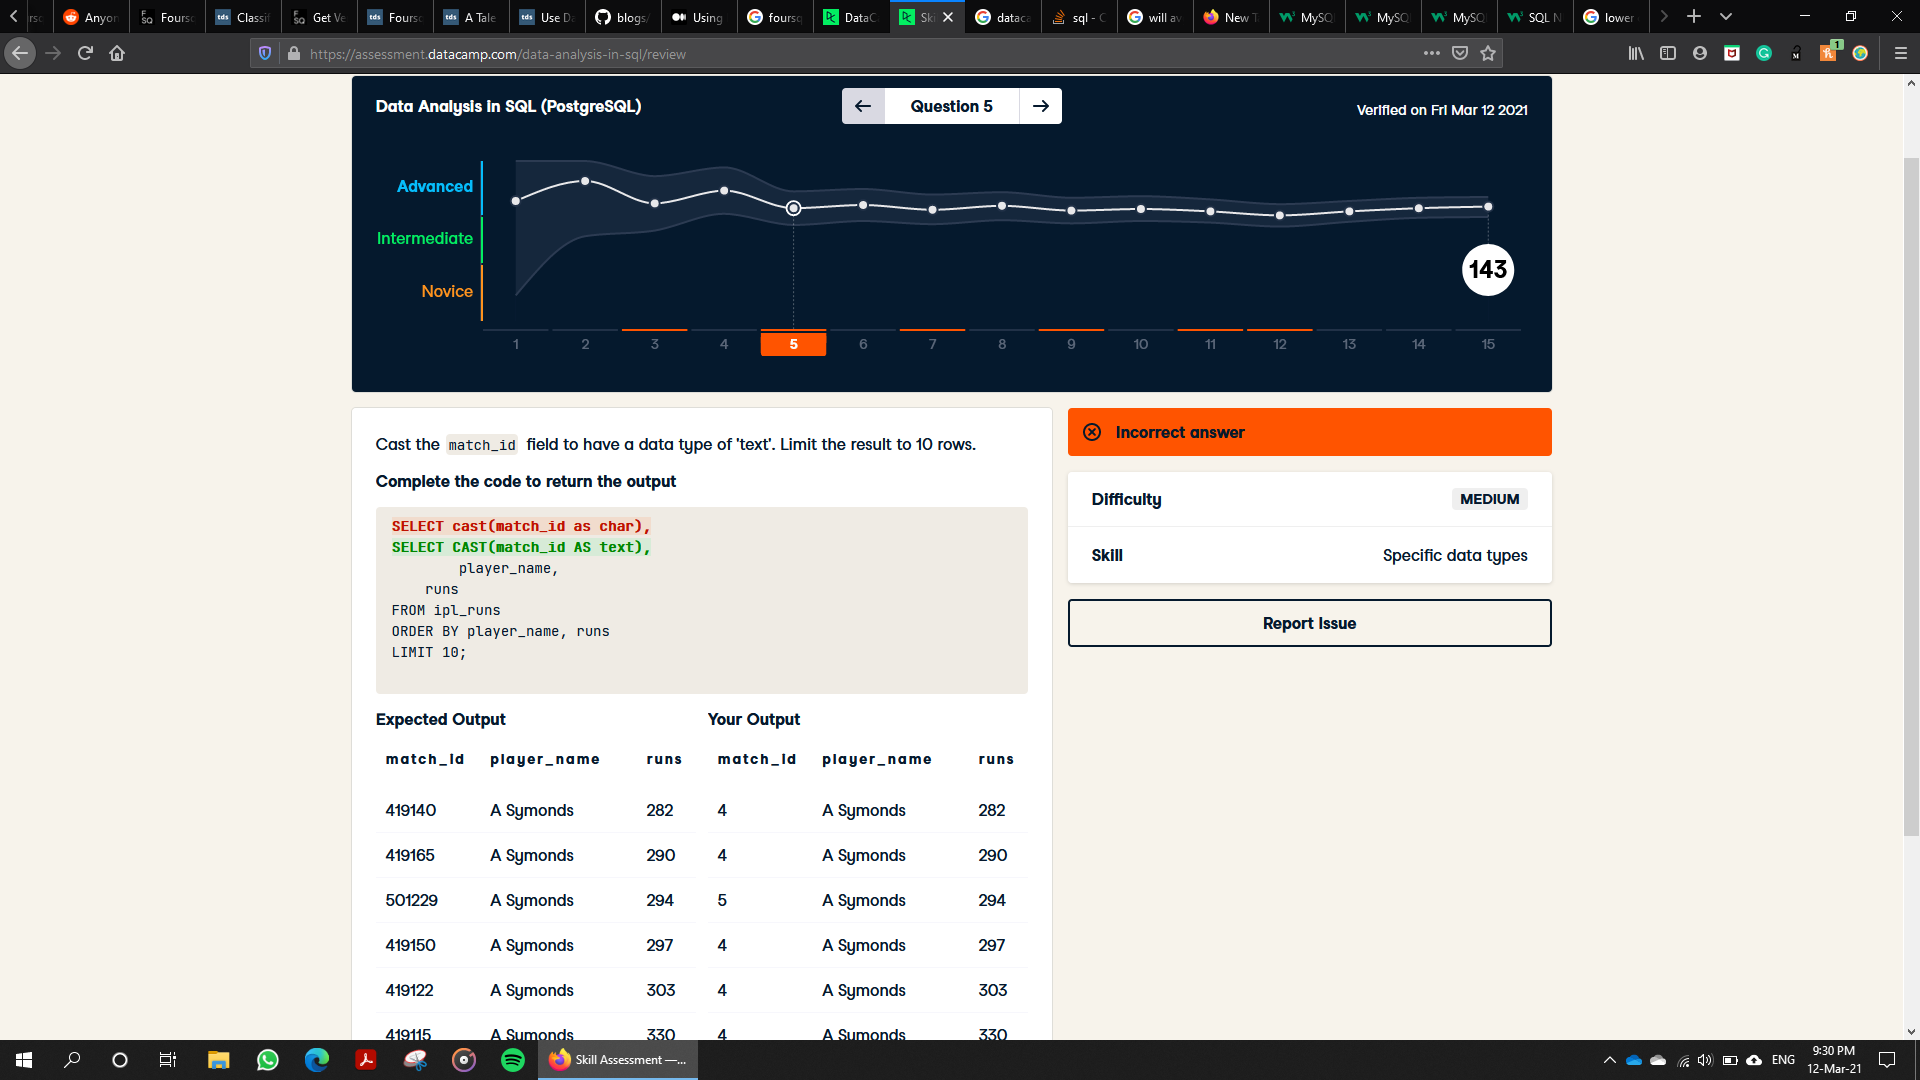 Anyon
Fourso
Classif
Get Ve
Fourso
A Tale
Use Da
blogs/
Using
foursq
DataC
Ski
dataca
sql - C
will av
New T
MySQ
MySQ
MySQ
SQL N
lower
https://assessment.datacamp.com/data-analysis-in-sql/review
1
Data Analysis in SQL (PostgreSQL)
Question 5
Verified on Fri Mar 12 2021
Advanced
Intermediate
Novice
143
1 2 3 4 5 6 7 8 9 10 11 12 13 14 15
Cast the match_id field to have a data type of 'text'. Limit the result to 10 rows.
Complete the code to return the output
SELECT cast(match_id as char),
SELECT CAST(match_id AS text),
player_name,
runs
FROM ipl_runs
ORDER BY player_name, runs
LIMIT 10;
Incorrect answer
Difficulty MEDIUM
Skill Specific data types
Report Issue
Expected Output Your Output
match_id player_name runs match_id player_name runs
419140 A Symonds 282 4 A Symonds 282
419165 A Symonds 290 4 A Symonds 290
501229 A Symonds 294 5 A Symonds 294
419150 A Symonds 297 4 A Symonds 297
419122 A Symonds 303 4 A Symonds 303
419115 A Symonds 330 4 A Symonds 330
Skill Assessment —...
ENG
9:30 PM
12-Mar-21